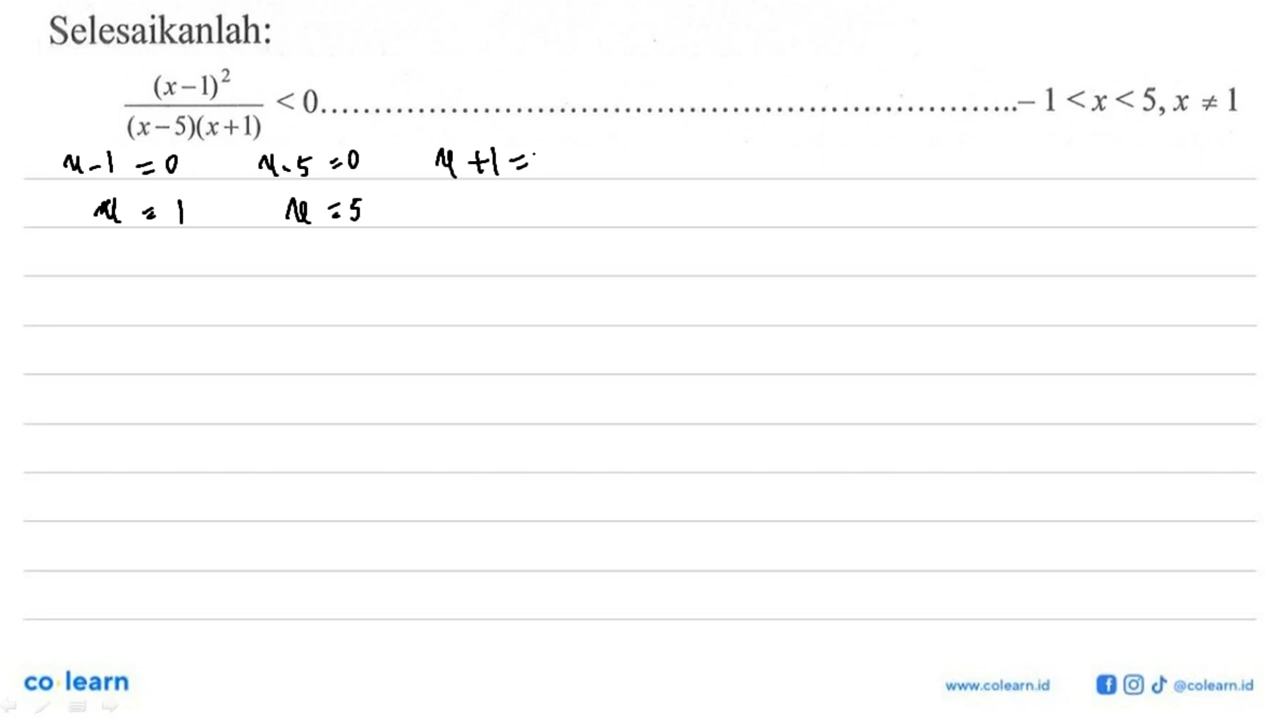 Selesaikanlah:
(x-1)²
/(x-5)(x+1) < 0.................................................................– 1 < x < 5, x ≠ 1
x-1 = 0 x-5 = 0 x +1 =
x = 1 x = 5
co learn
www.colearn.id @colearn.id